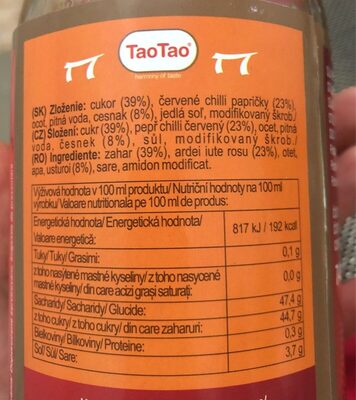 TaoTao®
harmony of taste
(SK) Zloženie: cukor (39%), červené chilli papričky (23%),
ocot, pitná voda, cesnak (8%), jedlá soľ, modifikovaný škrob./
(CZ) Složení: cukr (39%), pepř chilli červený (23%), ocet, pitná
voda, česnek (8%), sůl, modifikovaný škrob./
(RO) Ingrediente: zahar (39%), ardei iute rosu (23%), otet,
apa, usturoi (8%), sare, amidon modificat.
Výživová hodnota v 100 ml produktu/ Nutriční hodnoty na 100 ml
výrobku/ Valoare nutritionala pe 100 ml de produs:
Energetická hodnota/ Energetická hodnota/
Valoare energetică: 817 kJ / 192 kcal
Tuky/ Tuky/ Grasimi: 0,1 g
z toho nasýtené mastné kyseliny/ z toho nasycené
mastné kyseliny/ din care acizi grași saturați: 0,0 g
Sacharidy/ Sacharidy/ Glucide: 47,4 g
z toho cukry/ z toho cukry/ din care zaharuri: 44,7 g
Bielkoviny/ Bílkoviny/ Proteine: 0,3 g
Soľ/ Sůl/ Sare: 3,7 g